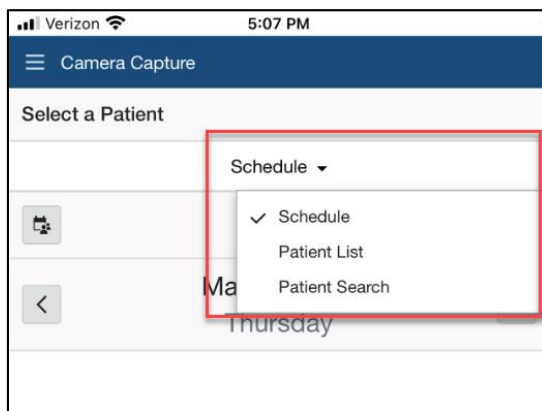 Verizon 5:07 PM
Camera Capture
Select a Patient
Schedule
Schedule
Patient List
Patient Search
Thursday